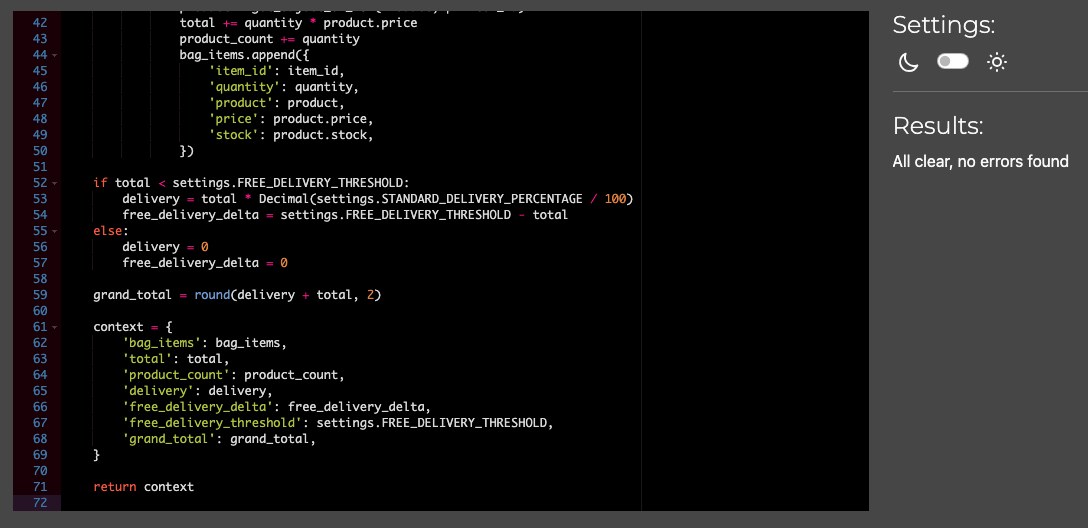 42 total += quantity * product.price
43 product_count += quantity
44 bag_items.append({
45 'item_id': item_id,
46 'quantity': quantity,
47 'product': product,
48 'price': product.price,
49 'stock': product.stock,
50 })
51
52 if total < settings.FREE_DELIVERY_THRESHOLD:
53 delivery = total * Decimal(settings.STANDARD_DELIVERY_PERCENTAGE / 100)
54 free_delivery_delta = settings.FREE_DELIVERY_THRESHOLD - total
55 else:
56 delivery = 0
57 free_delivery_delta = 0
58
59 grand_total = round(delivery + total, 2)
60
61 context = {
62 'bag_items': bag_items,
63 'total': total,
64 'product_count': product_count,
65 'delivery': delivery,
66 'free_delivery_delta': free_delivery_delta,
67 'free_delivery_threshold': settings.FREE_DELIVERY_THRESHOLD,
68 'grand_total': grand_total,
69 }
70
71 return context
72
Settings:
Results:
All clear, no errors found